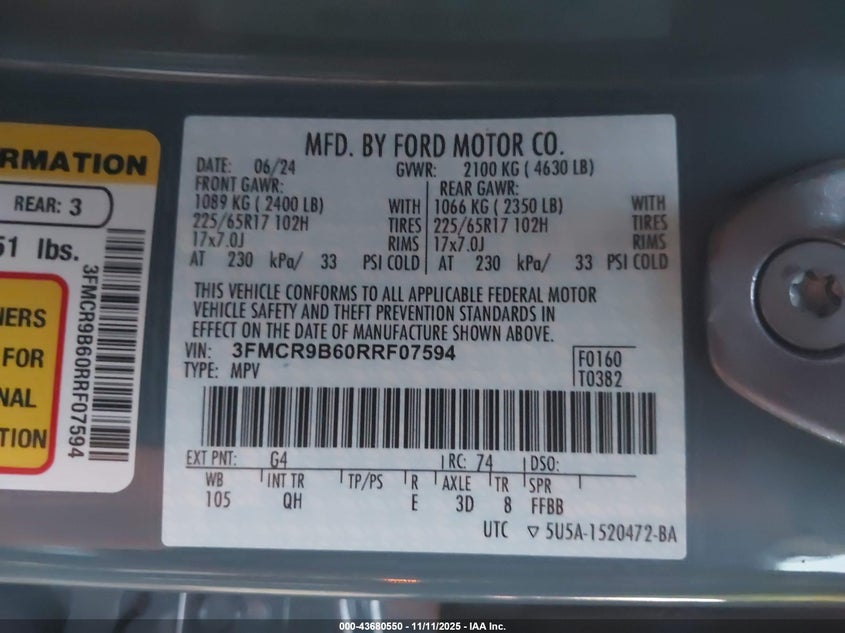 RMATION
REAR: 3
51 lbs.
NERS
FOR
NAL
TION
3FMCR9B60RRF07594
MFD. BY FORD MOTOR CO.
DATE: 06/24 GVWR: 2100 KG ( 4630 LB)
FRONT GAWR: REAR GAWR:
1089 KG ( 2400 LB) WITH 1066 KG ( 2350 LB) WITH
225/65R17 102H TIRES 225/65R17 102H TIRES
17x7.0J RIMS 17x7.0J RIMS
AT 230 kPa/ 33 PSI COLD AT 230 kPa/ 33 PSI COLD
THIS VEHICLE CONFORMS TO ALL APPLICABLE FEDERAL MOTOR
VEHICLE SAFETY AND THEFT PREVENTION STANDARDS IN
EFFECT ON THE DATE OF MANUFACTURE SHOWN ABOVE.
VIN: 3FMCR9B60RRF07594 F0160
TYPE: MPV T0382
EXT PNT: G4 RC: 74 DSO:
WB INT TR TP/PS R AXLE TR SPR
105 QH E 3D 8 FFBB
UTC ▽ 5U5A-1520472-BA
000-43680550 - 11/11/2025 - IAA Inc.